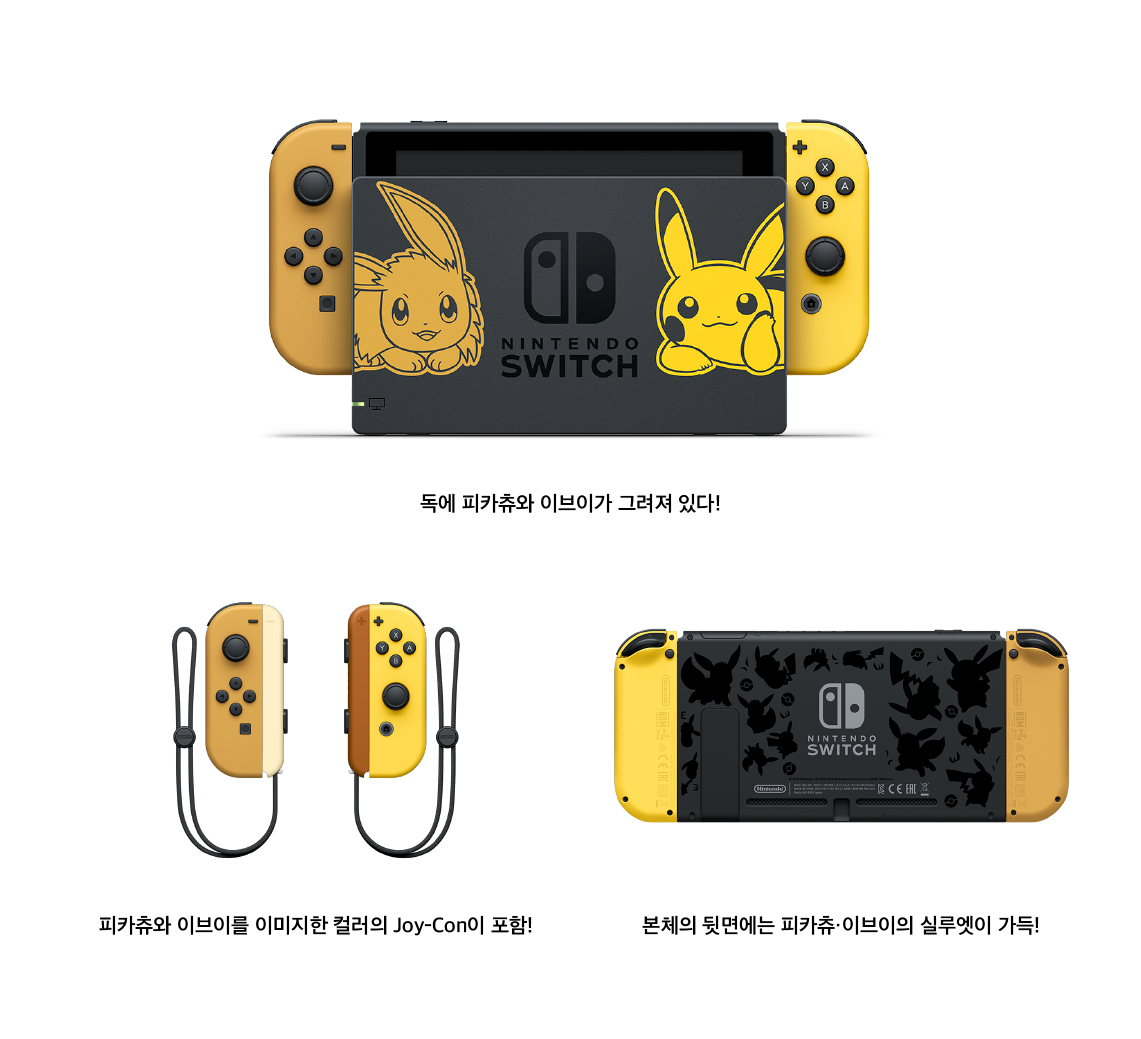 X
Y
A
B
NINTENDO
SWITCH
독에 피카츄와 이브이가 그려져 있다!
X
Y
A
B
NINTENDO
SWITCH
Nintendo
피카츄와 이브이를 이미지한 컬러의 Joy-Con이 포함!
본체의 뒷면에는 피카츄·이브이의 실루엣이 가득!